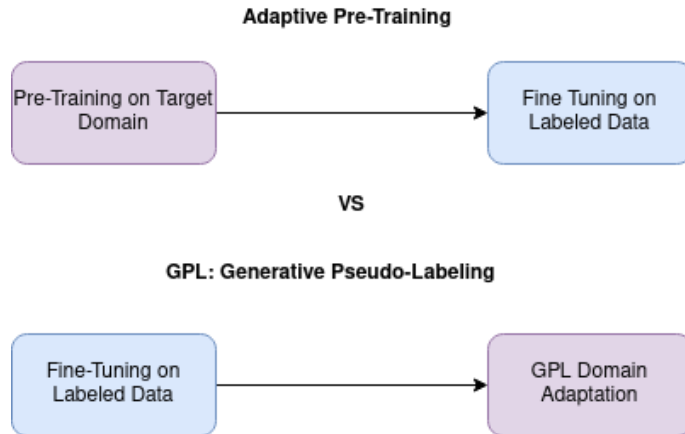 Adaptive Pre-Training
Pre-Training on Target
Domain
Fine Tuning on
Labeled Data
VS
GPL: Generative Pseudo-Labeling
Fine-Tuning on
Labeled Data
GPL Domain
Adaptation